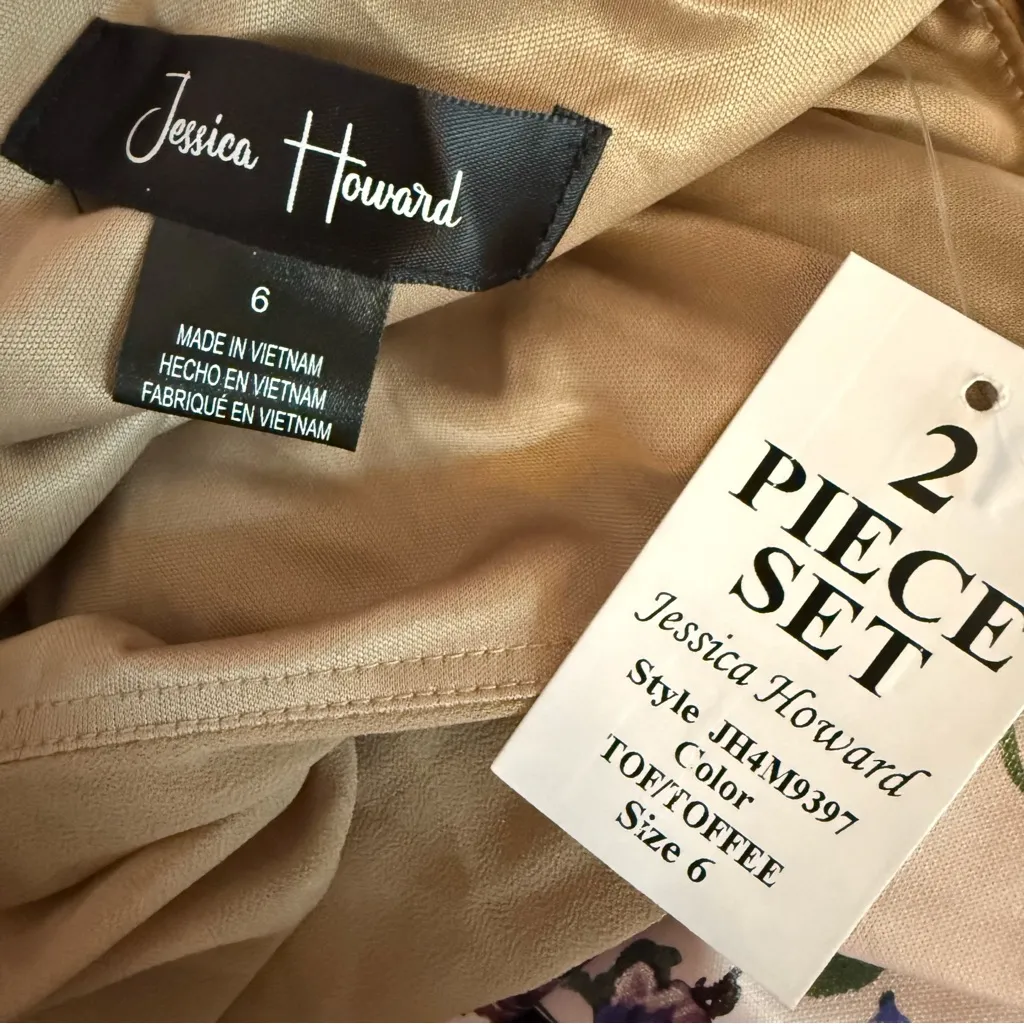 Jessica Howard
6
MADE IN VIETNAM
HECHO EN VIETNAM
FABRIQUÉ EN VIETNAM
2
PIECE
SET
Jessica Howard
Style JH4M9397
Color
TOF/TOFFEE
Size 6